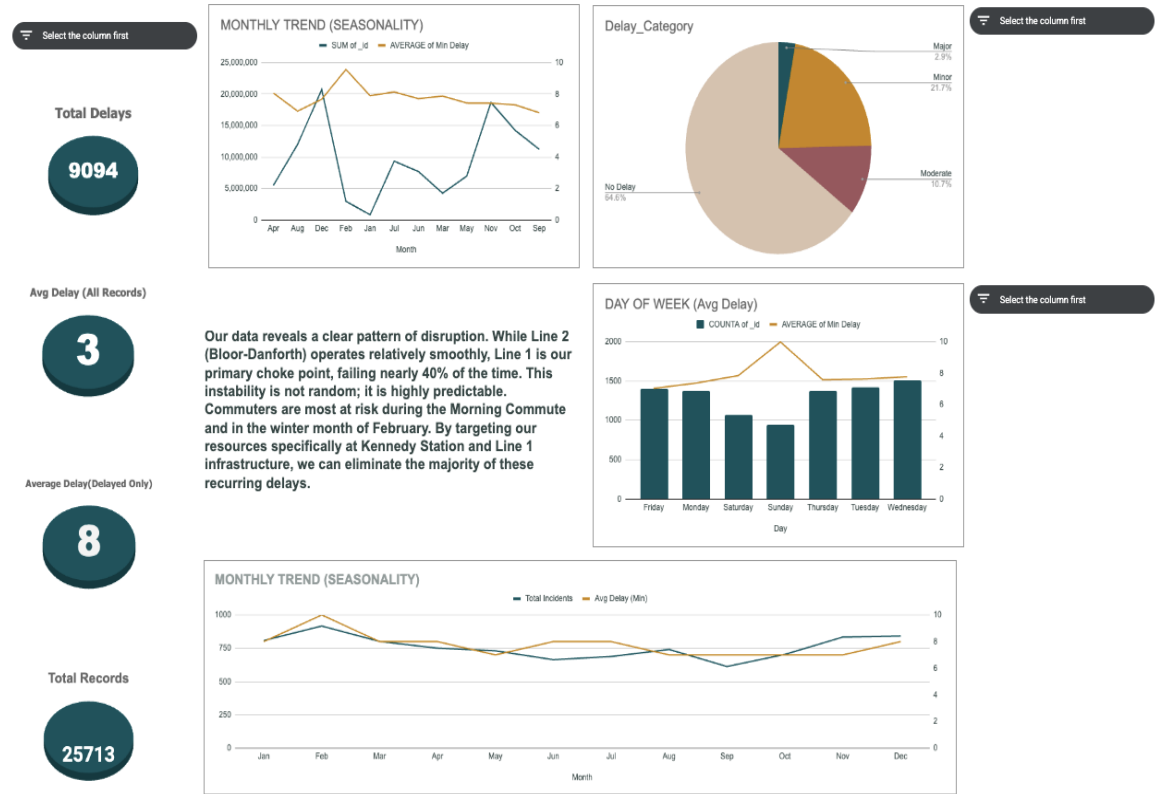 Select the column first
Total Delays
9094
Avg Delay (All Records)
3
Average Delay(Delayed Only)
8
Total Records
25713
MONTHLY TREND (SEASONALITY)
SUM of _id AVERAGE of Min Delay
25,000,000 10
20,000,000 8
15,000,000 6
10,000,000 4
5,000,000 2
0 0
Apr Aug Dec Feb Jan Jul Jun Mar May Nov Oct Sep
Month
Delay_Category
Major
2.9%
Minor
21.7%
Moderate
10.7%
No Delay
64.6%
Select the column first
Our data reveals a clear pattern of disruption. While Line 2
(Bloor-Danforth) operates relatively smoothly, Line 1 is our
primary choke point, failing nearly 40% of the time. This
instability is not random; it is highly predictable.
Commuters are most at risk during the Morning Commute
and in the winter month of February. By targeting our
resources specifically at Kennedy Station and Line 1
infrastructure, we can eliminate the majority of these
recurring delays.
DAY OF WEEK (Avg Delay)
COUNTA of _id AVERAGE of Min Delay
2000 10
8
1500
6
1000
4
500
2
0 0
Friday Monday Saturday Sunday Thursday Tuesday Wednesday
Day
Select the column first
MONTHLY TREND (SEASONALITY)
Total Incidents Avg Delay (Min)
1000 10
750 8
6
500
4
250
2
0 0
Jan Feb Mar Apr May Jun Jul Aug Sep Oct Nov Dec
Month